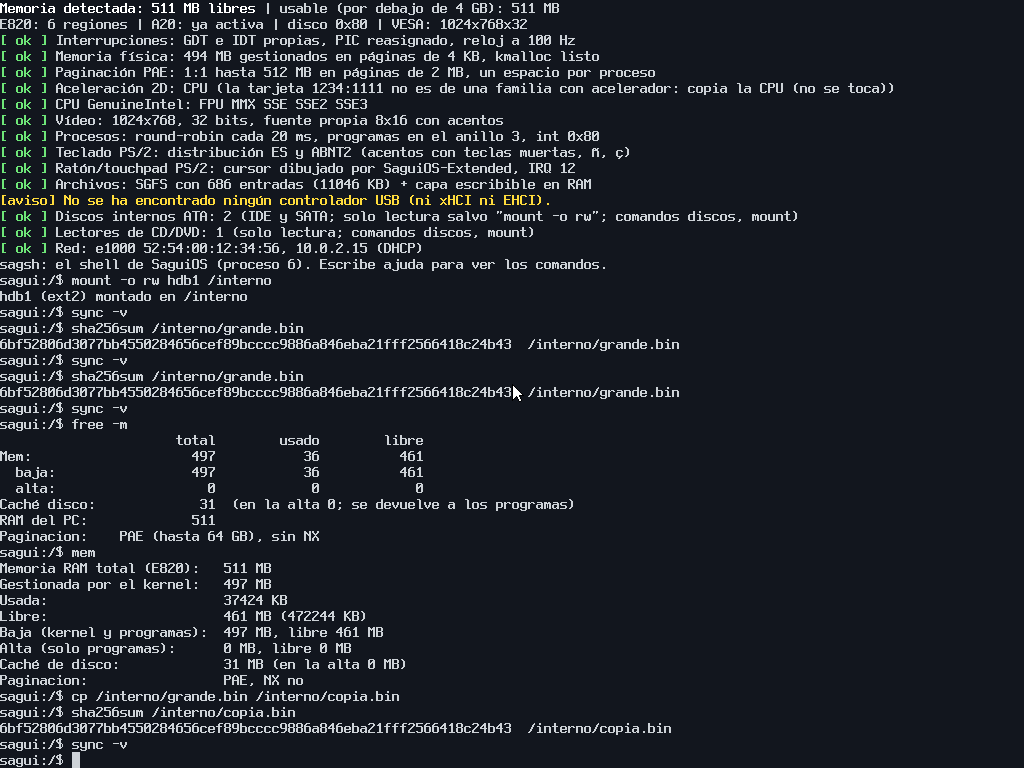 Memoria detectada: 511 MB libres | usable (por debajo de 4 GB): 511 MB
E820: 6 regiones | A20: ya activa | disco 0x80 | VESA: 1024x768x32
[ ok ] Interrupciones: GDT e IDT propias, PIC reasignado, reloj a 100 Hz
[ ok ] Memoria física: 494 MB gestionados en páginas de 4 KB, kmalloc listo
[ ok ] Paginación PAE: 1:1 hasta 512 MB en páginas de 2 MB, un espacio por proceso
[ ok ] Aceleración 2D: CPU (la tarjeta 1234:1111 no es de una familia con acelerador: copia la CPU (no se toca))
[ ok ] CPU GenuineIntel: FPU MMX SSE SSE2 SSE3
[ ok ] Vídeo: 1024x768, 32 bits, fuente propia 8x16 con acentos
[ ok ] Procesos: round-robin cada 20 ms, programas en el anillo 3, int 0x80
[ ok ] Teclado PS/2: distribución ES y ABNT2 (acentos con teclas muertas, ñ, ç)
[ ok ] Ratón/touchpad PS/2: cursor dibujado por SaguiOS-Extended, IRQ 12
[ ok ] Archivos: SGFS con 686 entradas (11046 KB) + capa escribible en RAM
[aviso] No se ha encontrado ningún controlador USB (ni xHCI ni EHCI).
[ ok ] Discos internos ATA: 2 (IDE y SATA; solo lectura salvo "mount -o rw"; comandos discos, mount)
[ ok ] Lectores de CD/DVD: 1 (solo lectura; comandos discos, mount)
[ ok ] Red: e1000 52:54:00:12:34:56, 10.0.2.15 (DHCP)
sagsh: el shell de SaguiOS (proceso 6). Escribe ajuda para ver los comandos.
sagui:/$ mount -o rw hdb1 /interno
hdb1 (ext2) montado en /interno
sagui:/$ sync -v
sagui:/$ sha256sum /interno/grande.bin
6bf52806d3077bb4550284656cef89bcccc9886a846eba21fff2566418c24b43  /interno/grande.bin
sagui:/$ sync -v
sagui:/$ sha256sum /interno/grande.bin
6bf52806d3077bb4550284656cef89bcccc9886a846eba21fff2566418c24b43  /interno/grande.bin
sagui:/$ sync -v
sagui:/$ free -m
total usado libre
Mem: 497 36 461
baja: 497 36 461
alta: 0 0 0
Caché disco: 31 (en la alta 0; se devuelve a los programas)
RAM del PC: 511
Paginacion: PAE (hasta 64 GB), sin NX
sagui:/$ mem
Memoria RAM total (E820): 511 MB
Gestionada por el kernel: 497 MB
Usada: 37424 KB
Libre: 461 MB (472244 KB)
Baja (kernel y programas): 497 MB, libre 461 MB
Alta (solo programas): 0 MB, libre 0 MB
Caché de disco: 31 MB (en la alta 0 MB)
Paginacion: PAE, NX no
sagui:/$ cp /interno/grande.bin /interno/copia.bin
sagui:/$ sha256sum /interno/copia.bin
6bf52806d3077bb4550284656cef89bcccc9886a846eba21fff2566418c24b43  /interno/copia.bin
sagui:/$ sync -v
sagui:/$